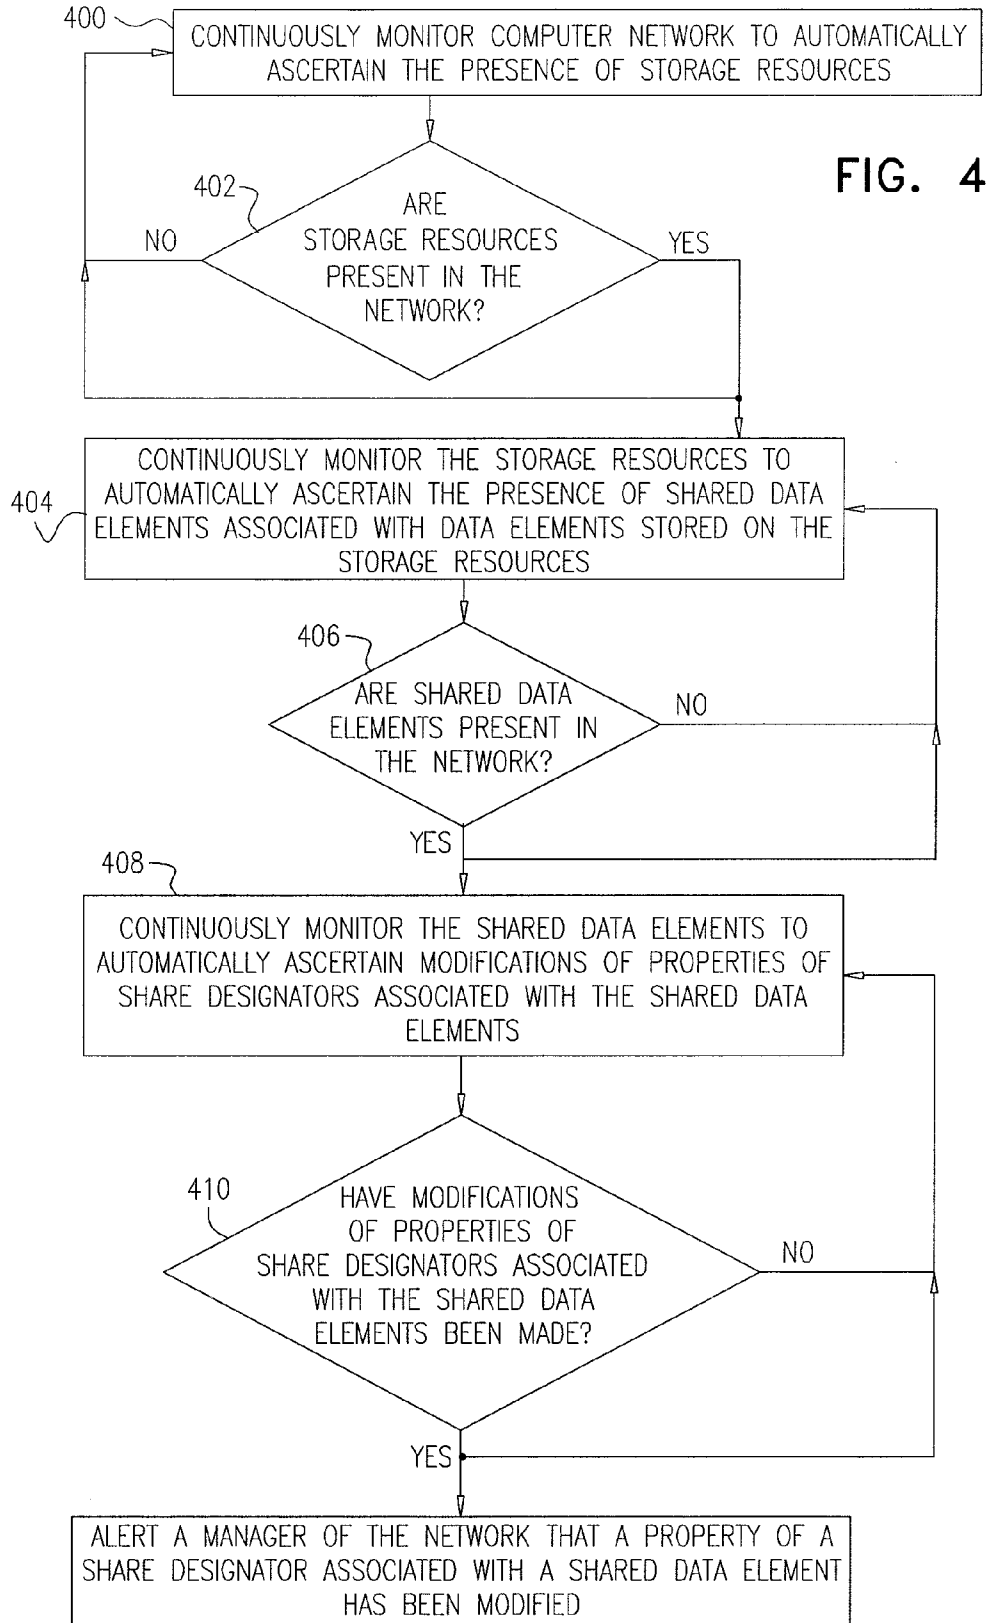 400
CONTINUOUSLY MONITOR COMPUTER NETWORK TO AUTOMATICALLY
ASCERTAIN THE PRESENCE OF STORAGE RESOURCES
FIG. 4
402
ARE
STORAGE RESOURCES
PRESENT IN THE
NETWORK?
NO
YES
404
CONTINUOUSLY MONITOR THE STORAGE RESOURCES TO
AUTOMATICALLY ASCERTAIN THE PRESENCE OF SHARED DATA
ELEMENTS ASSOCIATED WITH DATA ELEMENTS STORED ON THE
STORAGE RESOURCES
406
ARE SHARED DATA
ELEMENTS PRESENT IN
THE NETWORK?
NO
YES
408
CONTINUOUSLY MONITOR THE SHARED DATA ELEMENTS TO
AUTOMATICALLY ASCERTAIN MODIFICATIONS OF PROPERTIES OF
SHARE DESIGNATORS ASSOCIATED WITH THE SHARED DATA
ELEMENTS
410
HAVE MODIFICATIONS
OF PROPERTIES OF
SHARE DESIGNATORS ASSOCIATED
WITH THE SHARED DATA
ELEMENTS BEEN MADE?
NO
YES
ALERT A MANAGER OF THE NETWORK THAT A PROPERTY OF A
SHARE DESIGNATOR ASSOCIATED WITH A SHARED DATA ELEMENT
HAS BEEN MODIFIED